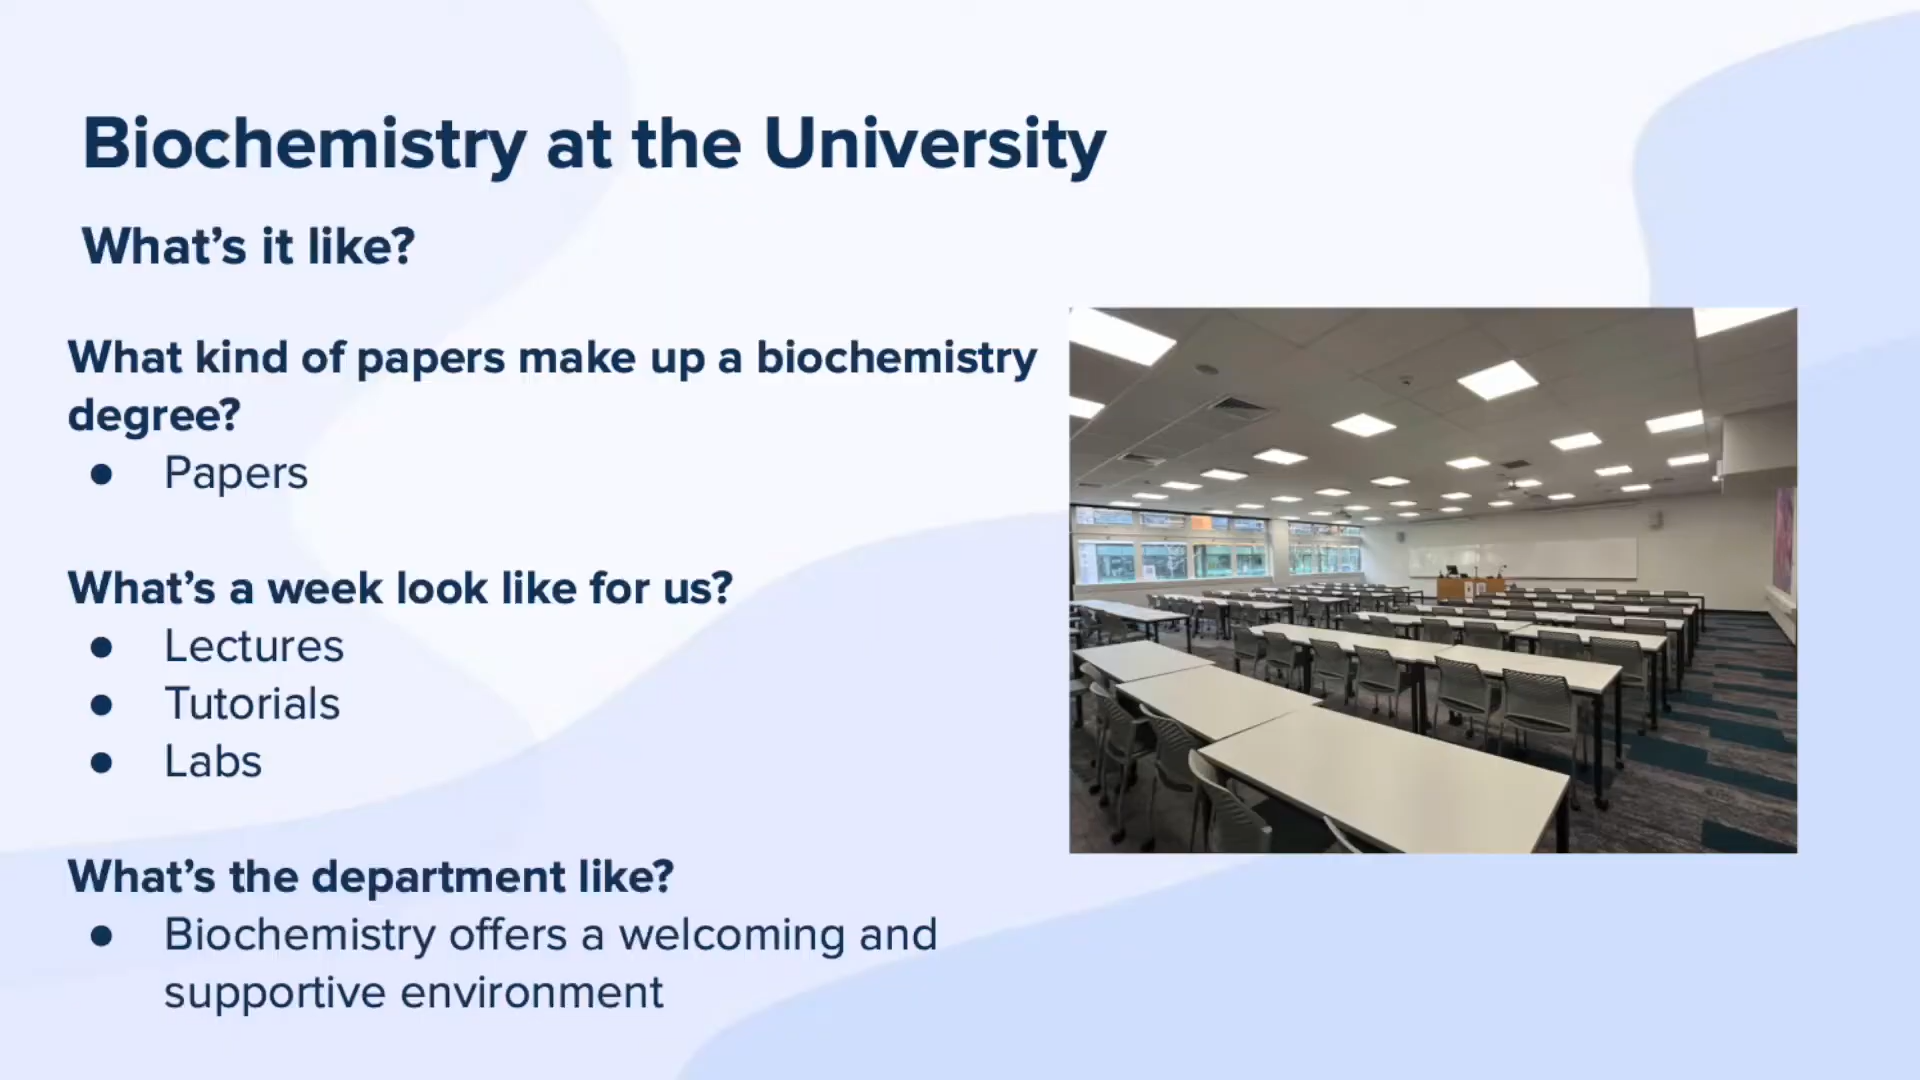 Biochemistry at the University
What’s it like?
What kind of papers make up a biochemistry
degree?
● Papers
What’s a week look like for us?
● Lectures
● Tutorials
● Labs
What’s the department like?
● Biochemistry offers a welcoming and
supportive environment